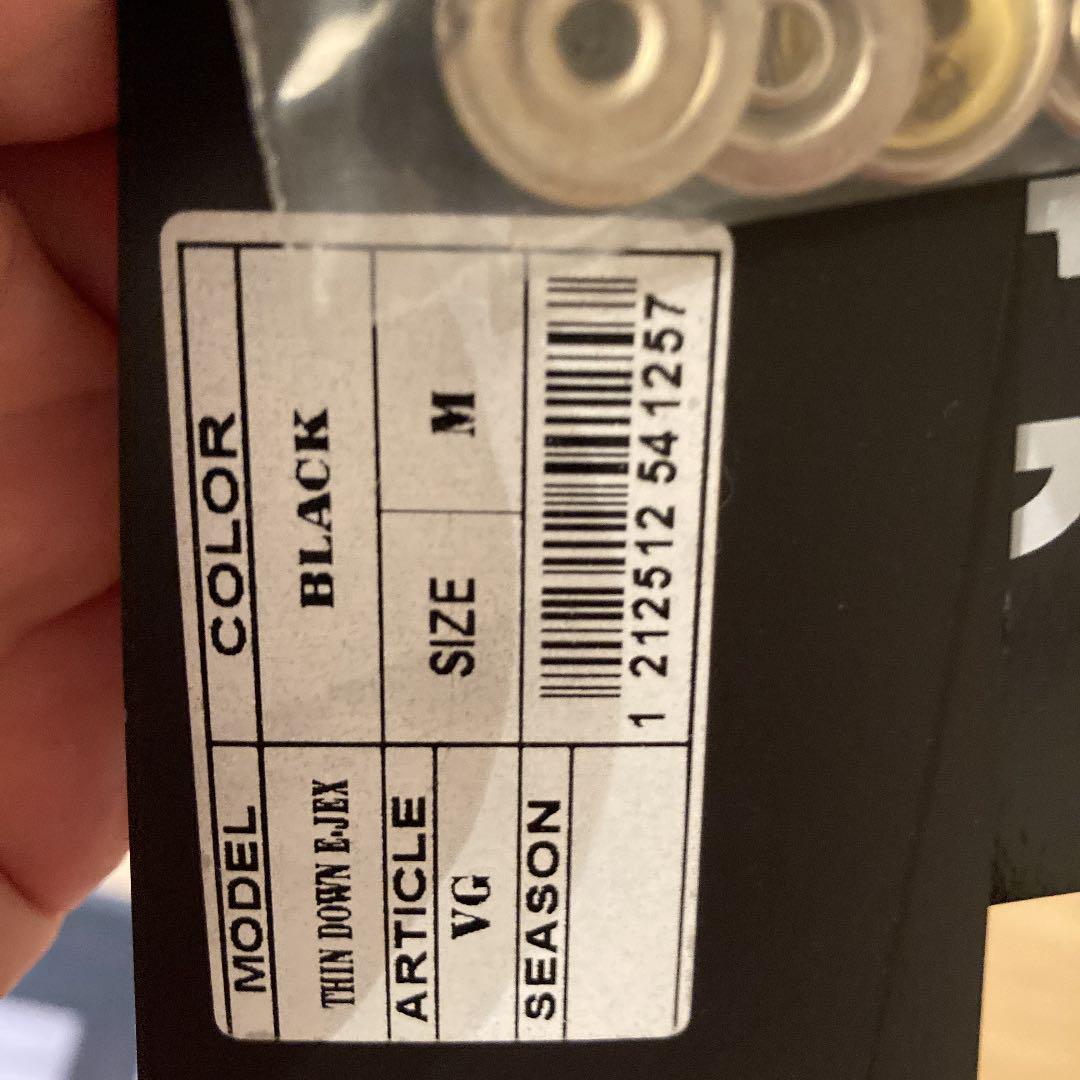 MODEL
COLOR
THIN DOWN E-JEX
BLACK
ARTICLE
SIZE
M
VG
SEASON
1 212512 541257